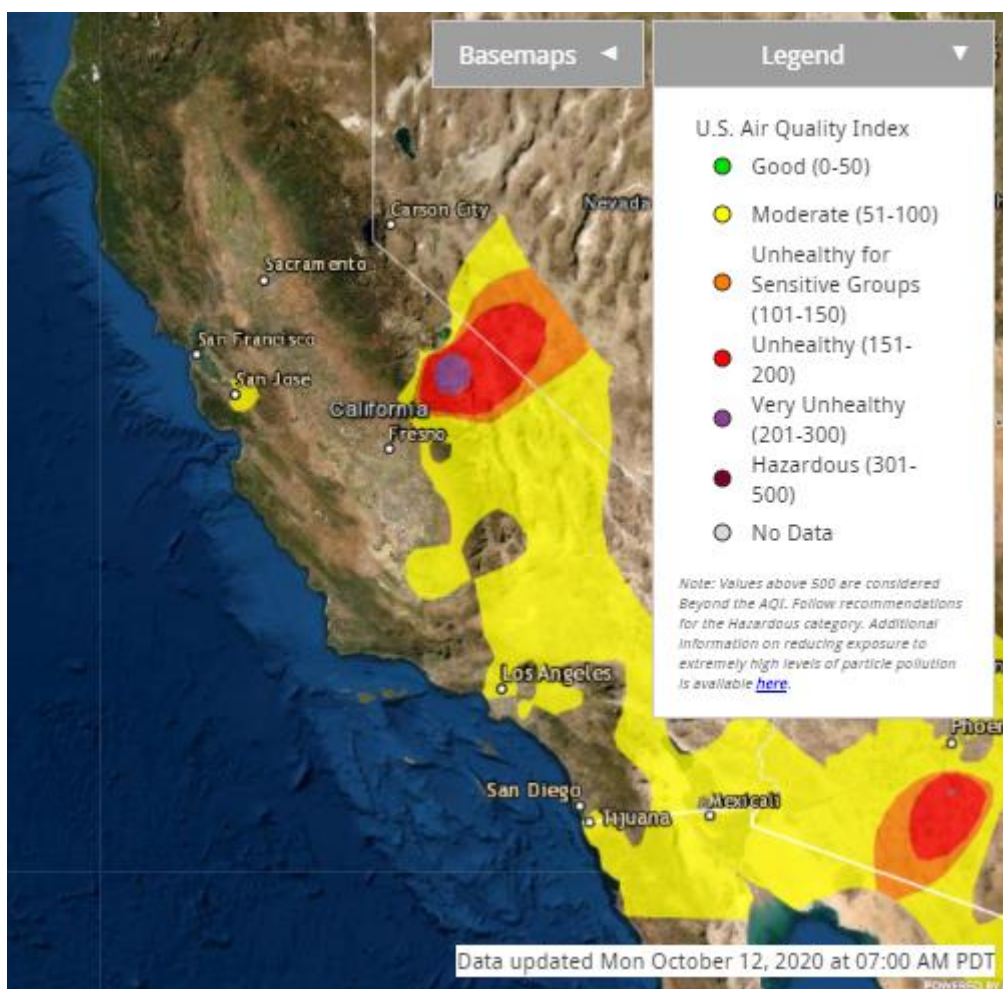 Basemaps
Legend
U.S. Air Quality Index
Good (0-50)
Moderate (51-100)
Unhealthy for
Sensitive Groups
(101-150)
Unhealthy (151-
200)
Very Unhealthy
(201-300)
Hazardous (301-
500)
No Data
Note: Values above 500 are considered
Beyond the AQI. Follow recommendations
for the Hazardous category. Additional
information on reducing exposure to
extremely high levels of particle pollution
is available here.
Nevada
Carson City
Sacramento
San Francisco
San Jose
California
Fresno
Los Angeles
San Diego
Tijuana
Mexicali
Phoen
Data updated Mon October 12, 2020 at 07:00 AM PDT
POWERED BY